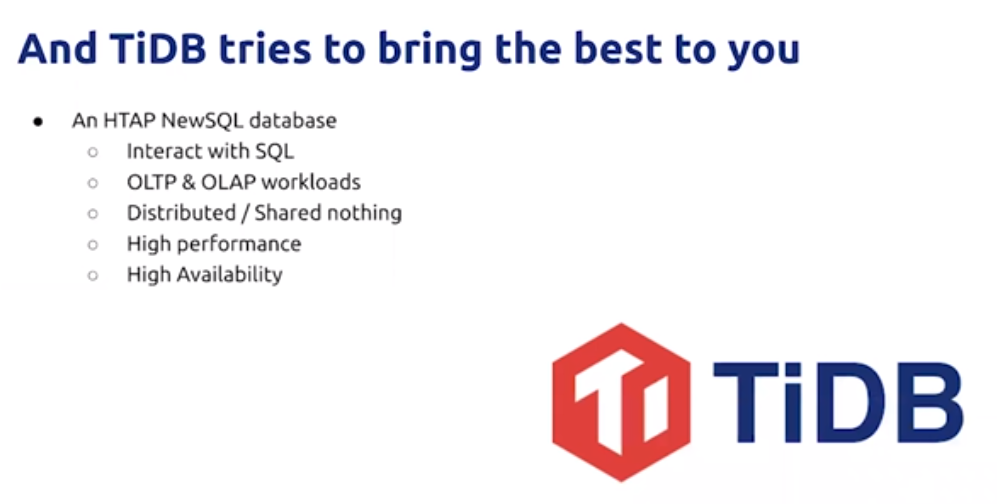 And TiDB tries to bring the best to you
● An HTAP NewSQL database
○ Interact with SQL
○ OLTP & OLAP workloads
○ Distributed / Shared nothing
○ High performance
○ High Availability
Ti TiDB